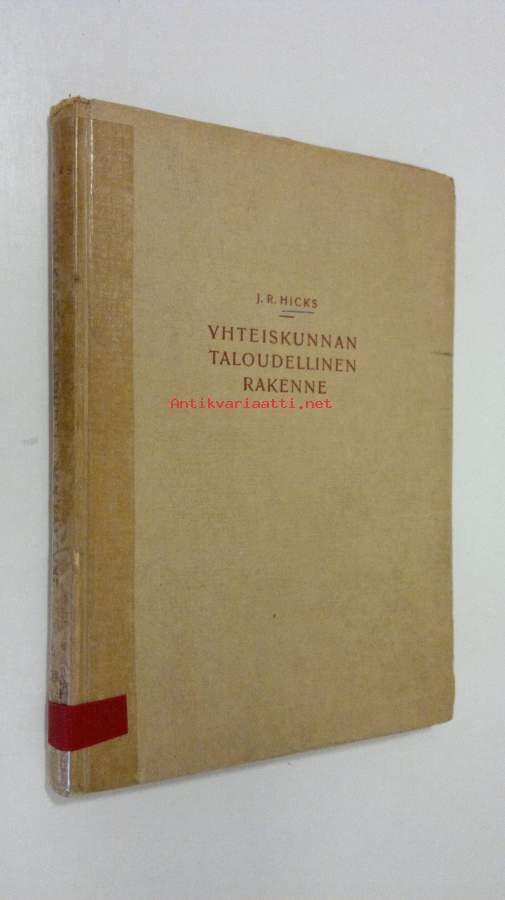 J. R. HICKS
YHTEISKUNNAN
TALOUDELLINEN
RAKENNE
Antikvariaatti.net